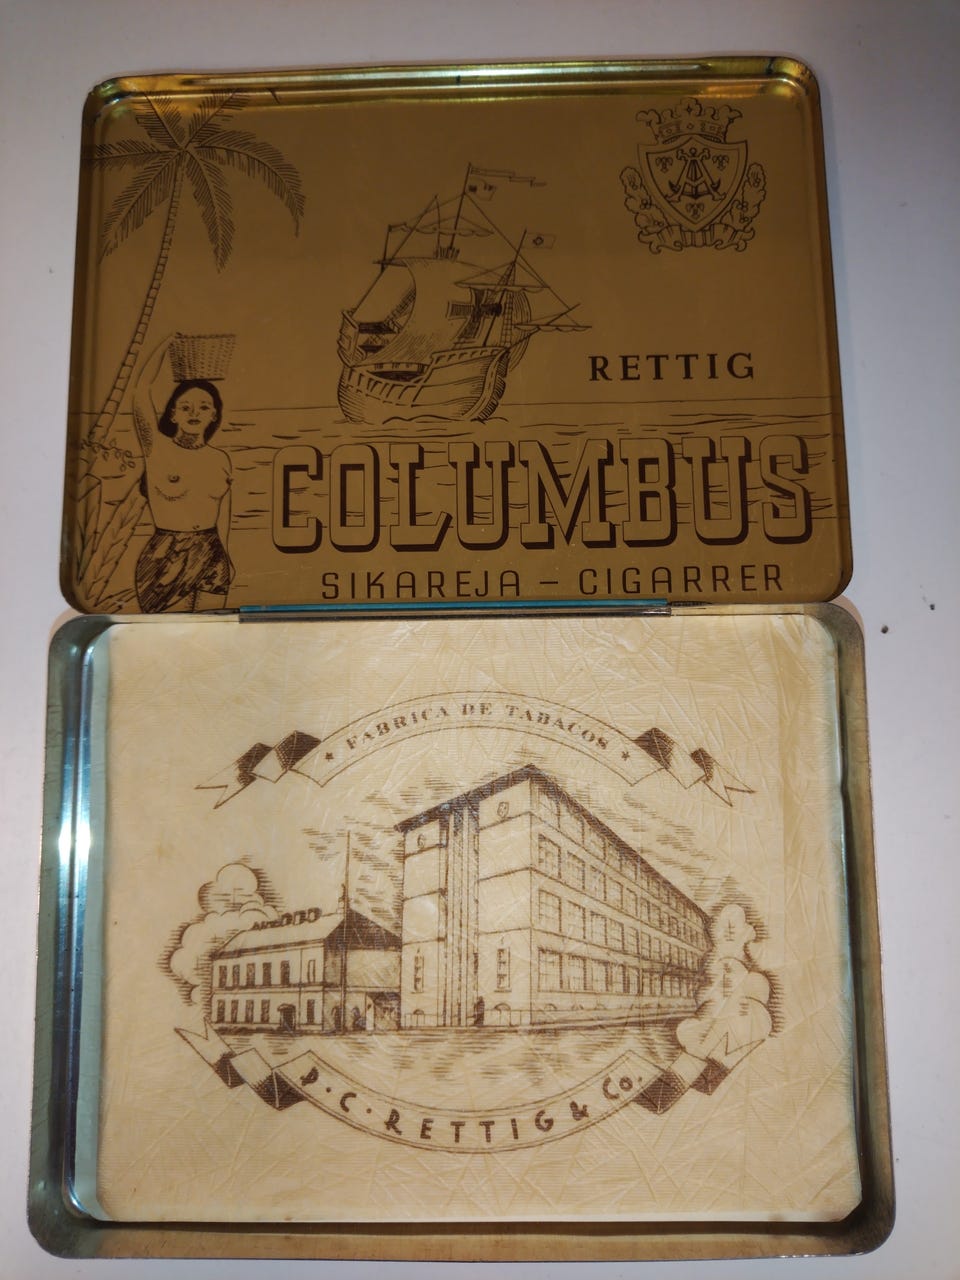 RETTIG
COLUMBUS
SIKAREJA – CIGARRER
★ FABRICA DE TABACOS ★
P·C·RETTIG & Co.